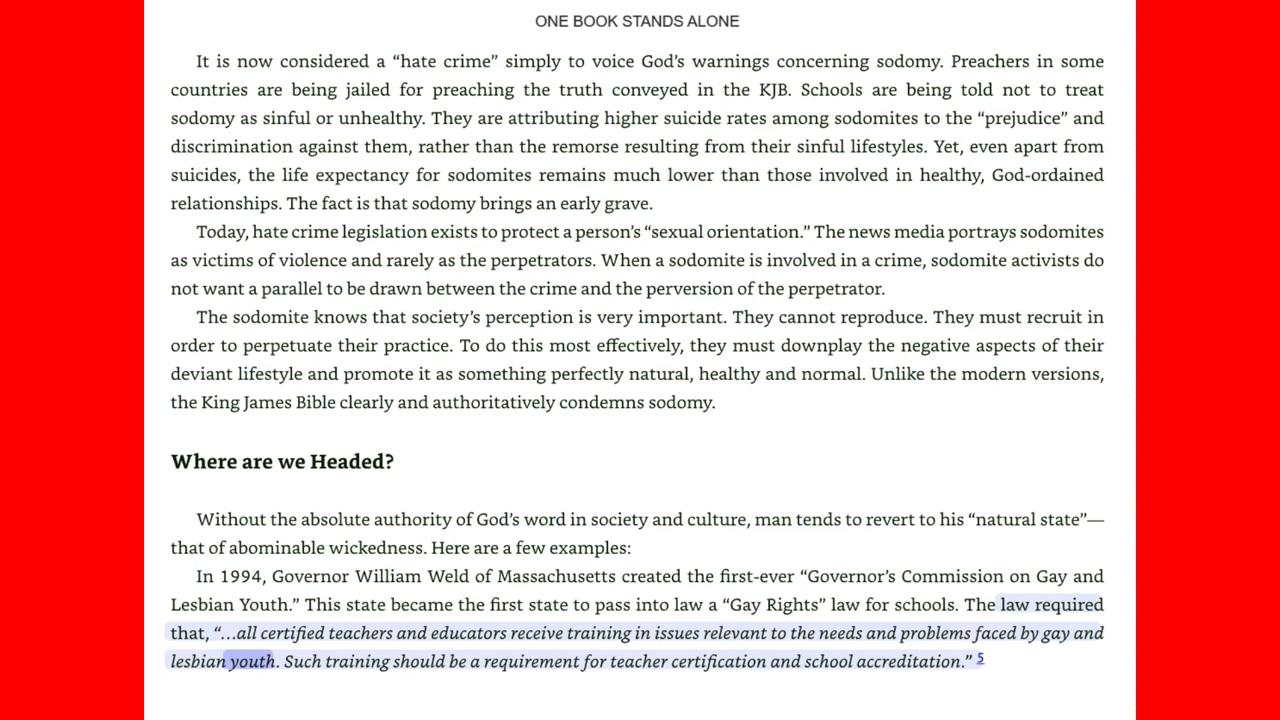 ONE BOOK STANDS ALONE
It is now considered a “hate crime” simply to voice God’s warnings concerning sodomy. Preachers in some
countries are being jailed for preaching the truth conveyed in the KJB. Schools are being told not to treat
sodomy as sinful or unhealthy. They are attributing higher suicide rates among sodomites to the “prejudice” and
discrimination against them, rather than the remorse resulting from their sinful lifestyles. Yet, even apart from
suicides, the life expectancy for sodomites remains much lower than those involved in healthy, God-ordained
relationships. The fact is that sodomy brings an early grave.
Today, hate crime legislation exists to protect a person’s “sexual orientation.” The news media portrays sodomites
as victims of violence and rarely as the perpetrators. When a sodomite is involved in a crime, sodomite activists do
not want a parallel to be drawn between the crime and the perversion of the perpetrator.
The sodomite knows that society’s perception is very important. They cannot reproduce. They must recruit in
order to perpetuate their practice. To do this most effectively, they must downplay the negative aspects of their
deviant lifestyle and promote it as something perfectly natural, healthy and normal. Unlike the modern versions,
the King James Bible clearly and authoritatively condemns sodomy.
Where are we Headed?
Without the absolute authority of God’s word in society and culture, man tends to revert to his “natural state”—
that of abominable wickedness. Here are a few examples:
In 1994, Governor William Weld of Massachusetts created the first-ever “Governor’s Commission on Gay and
Lesbian Youth.” This state became the first state to pass into law a “Gay Rights” law for schools. The law required
that, “…all certified teachers and educators receive training in issues relevant to the needs and problems faced by gay and
lesbian youth. Such training should be a requirement for teacher certification and school accreditation.” 5